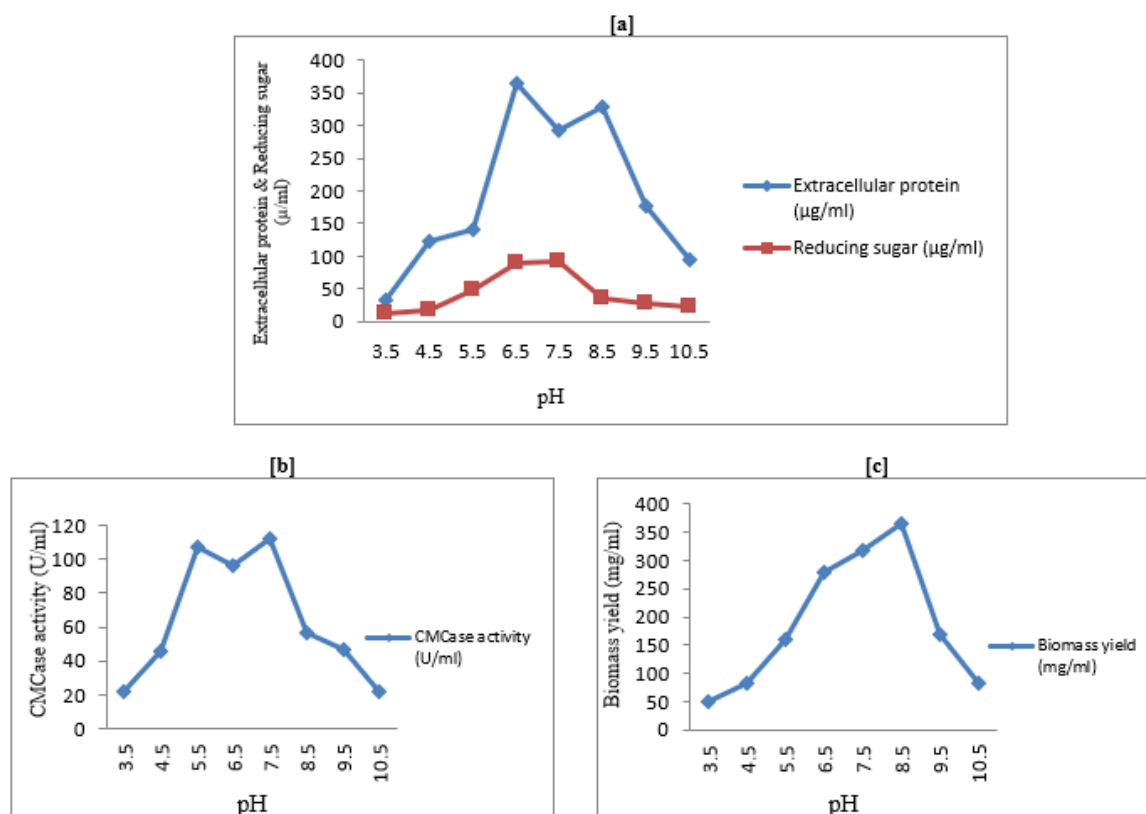 [a]
Extracellular protein & Reducing sugar
(µ/ml)
400
350
300
250
200
150
100
50
0
3.5 4.5 5.5 6.5 7.5 8.5 9.5 10.5
pH
Extracellular protein
(µg/ml)
Reducing sugar (µg/ml)
[b]
CMCase activity (U/ml)
120
100
80
60
40
20
0
3.5 4.5 5.5 6.5 7.5 8.5 9.5 10.5
pH
CMCase activity
(U/ml)
[c]
Biomass yield (mg/ml)
400
350
300
250
200
150
100
50
0
3.5 4.5 5.5 6.5 7.5 8.5 9.5 10.5
pH
Biomass yield
(mg/ml)